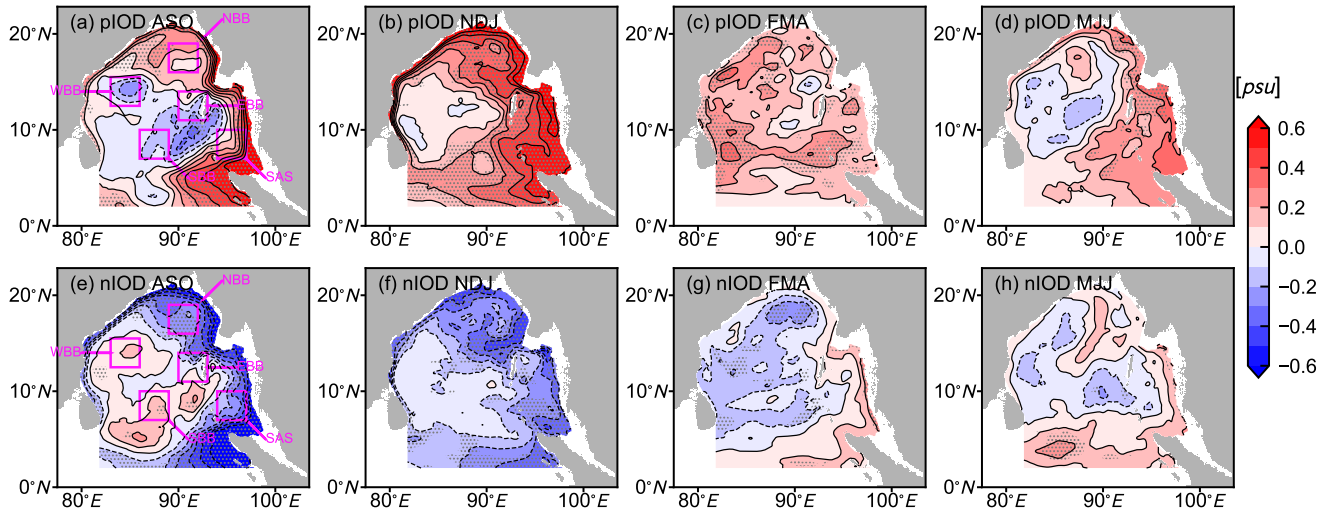 (a) pIOD ASO
NBB
WBB
EBB
SAS
20°N
10°N
0°N
80°E
90°E
100°E
(b) pIOD NDJ
20°N
10°N
0°N
80°E
90°E
100°E
(c) pIOD FMA
20°N
10°N
0°N
80°E
90°E
100°E
(d) pIOD MJJ
20°N
10°N
0°N
80°E
90°E
100°E
[psu]
0.6
0.4
0.2
0.0
−0.2
−0.4
−0.6
(e) nIOD ASO
NBB
WBB
EBB
SAS
20°N
10°N
0°N
80°E
90°E
100°E
(f) nIOD NDJ
20°N
10°N
0°N
80°E
90°E
100°E
(g) nIOD FMA
20°N
10°N
0°N
80°E
90°E
100°E
(h) nIOD MJJ
20°N
10°N
0°N
80°E
90°E
100°E